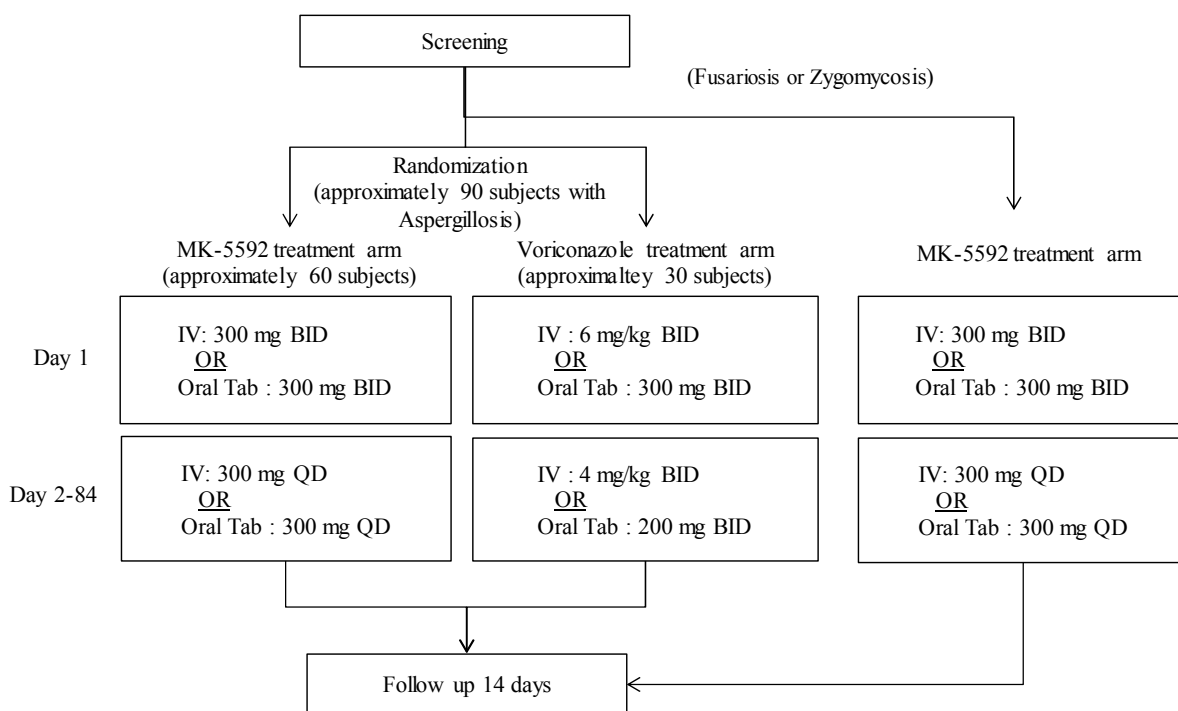 Screening
(Fusariosis or Zygomycosis)
Randomization
(approximately 90 subjects with
Aspergillosis)
MK-5592 treatment arm
(approximately 60 subjects)
Voriconazole treatment arm
(approximaltey 30 subjects)
MK-5592 treatment arm
Day 1
IV: 300 mg BID
OR
Oral Tab : 300 mg BID
IV : 6 mg/kg BID
OR
Oral Tab : 300 mg BID
IV: 300 mg BID
OR
Oral Tab : 300 mg BID
Day 2-84
IV: 300 mg QD
OR
Oral Tab : 300 mg QD
IV : 4 mg/kg BID
OR
Oral Tab : 200 mg BID
IV: 300 mg QD
OR
Oral Tab : 300 mg QD
Follow up 14 days